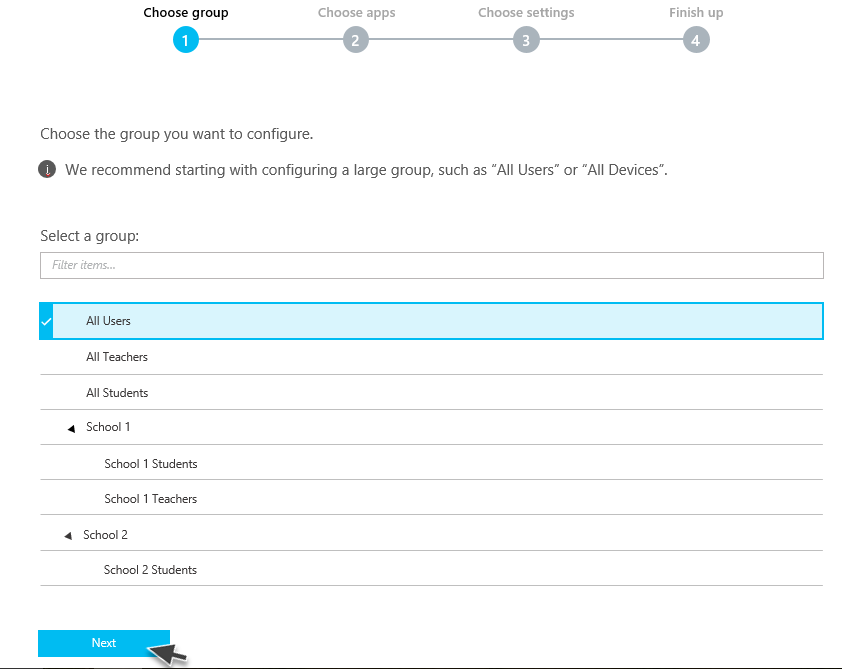 Choose group Choose apps Choose settings Finish up
1 2 3 4
Choose the group you want to configure.
i We recommend starting with configuring a large group, such as “All Users” or “All Devices”.
Select a group:
Filter items...
All Users
All Teachers
All Students
School 1
School 1 Students
School 1 Teachers
School 2
School 2 Students
Next